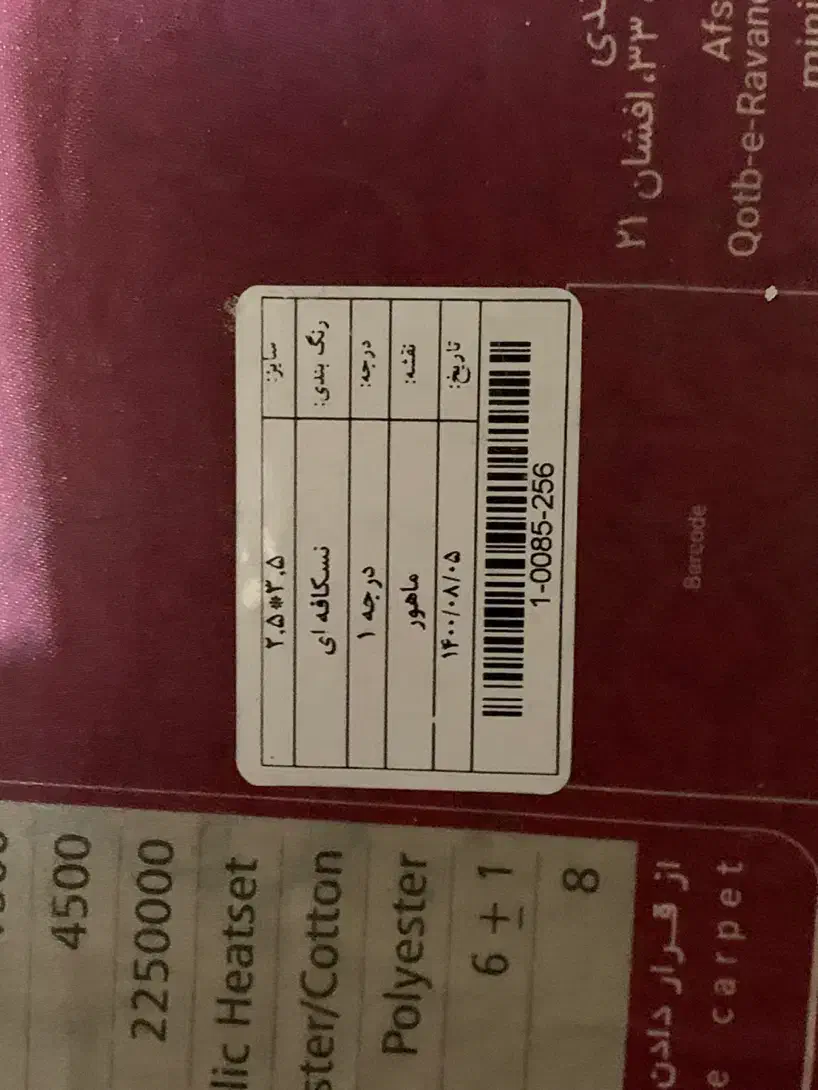 4500
2250000
lic Heatset
ster/Cotton
Polyester
6 ± 1
8
سایز: ۲.۵*۳.۵
رنگ بندی: نسکافه ای
درجه: درجه ۱
نقشه: ماهور
تاریخ: ۱۴۰۰/۰۸/۰۵
1-0085-256
Barcode
۳۳، افشان ۲۱
Afs
Qotb-e-Ravan
mini
از قرار دادن
e carpet